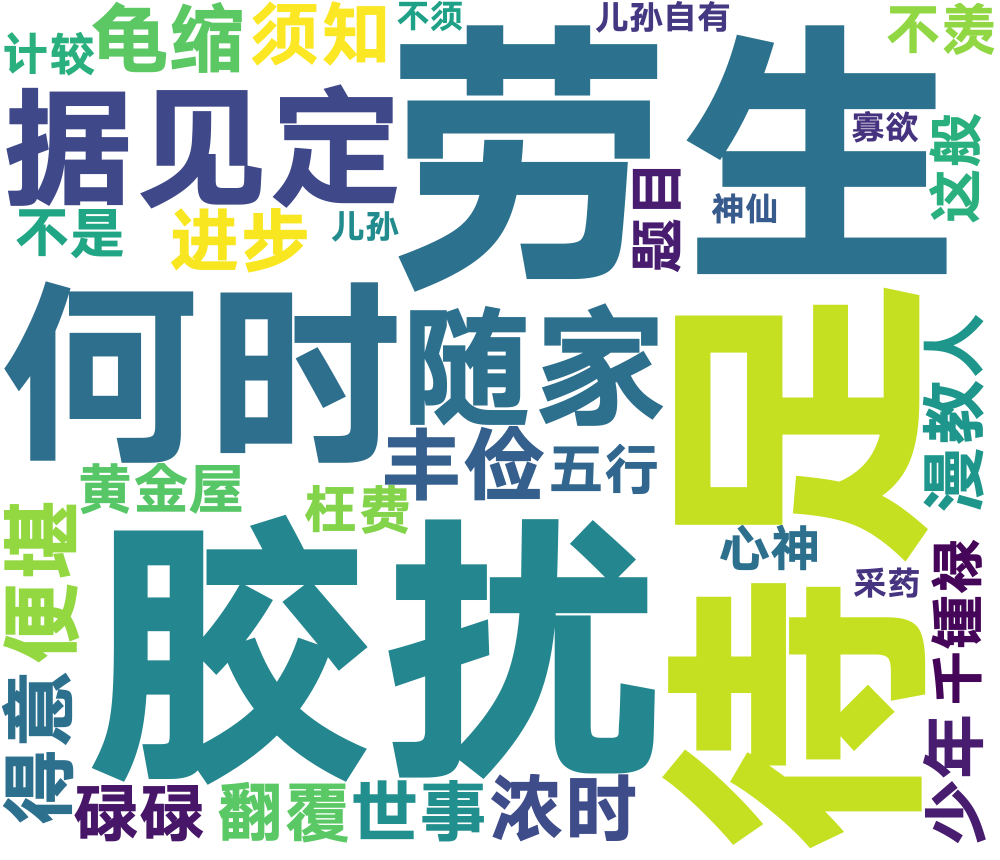 不须
儿孙自有
不羡
计较
龟缩
须知
劳生
据见定
寡欲
这般
题目
神仙
不是
进步
儿孙
何时
随家
待足
漫教人
丰俭
五行
黄金屋
枉费
便堪
胶扰
心神
采药
千锺禄
得意
少年
碌碌
翻覆
世事
浓时